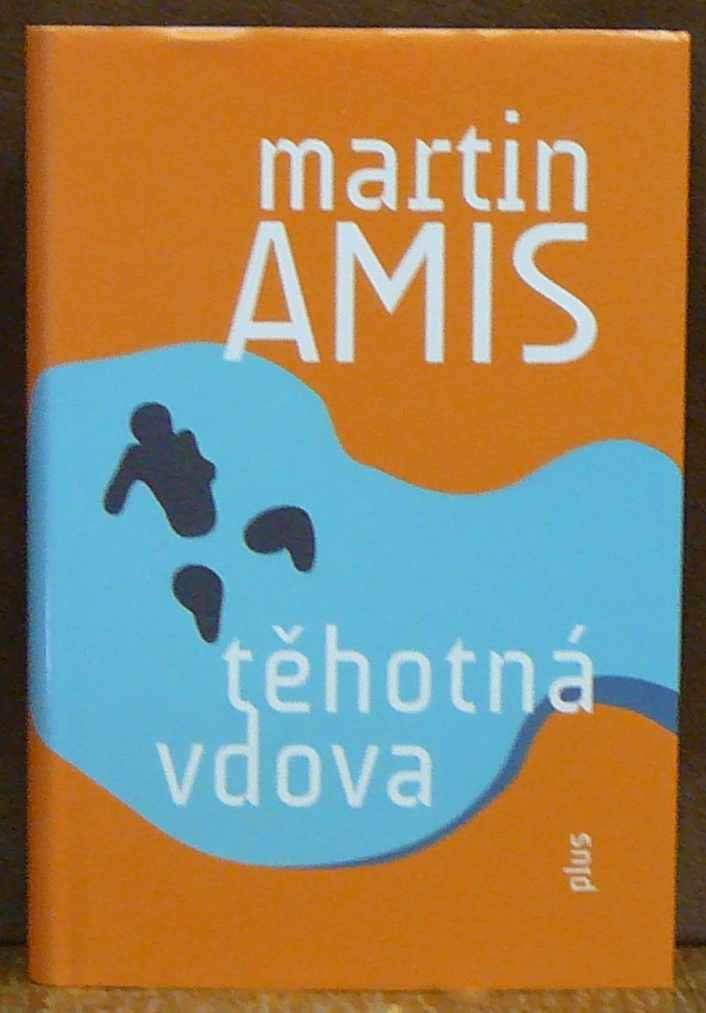 martin
AMIS
těhotná
vdova
plus